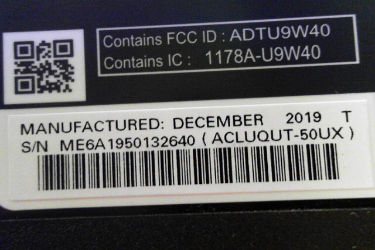 Contains FCC ID : ADTU9W40
Contains IC : 1178A-U9W40
MANUFACTURED: DECEMBER 2019 T
S/N ME6A1950132640 ( ACLUQUT-50UX )